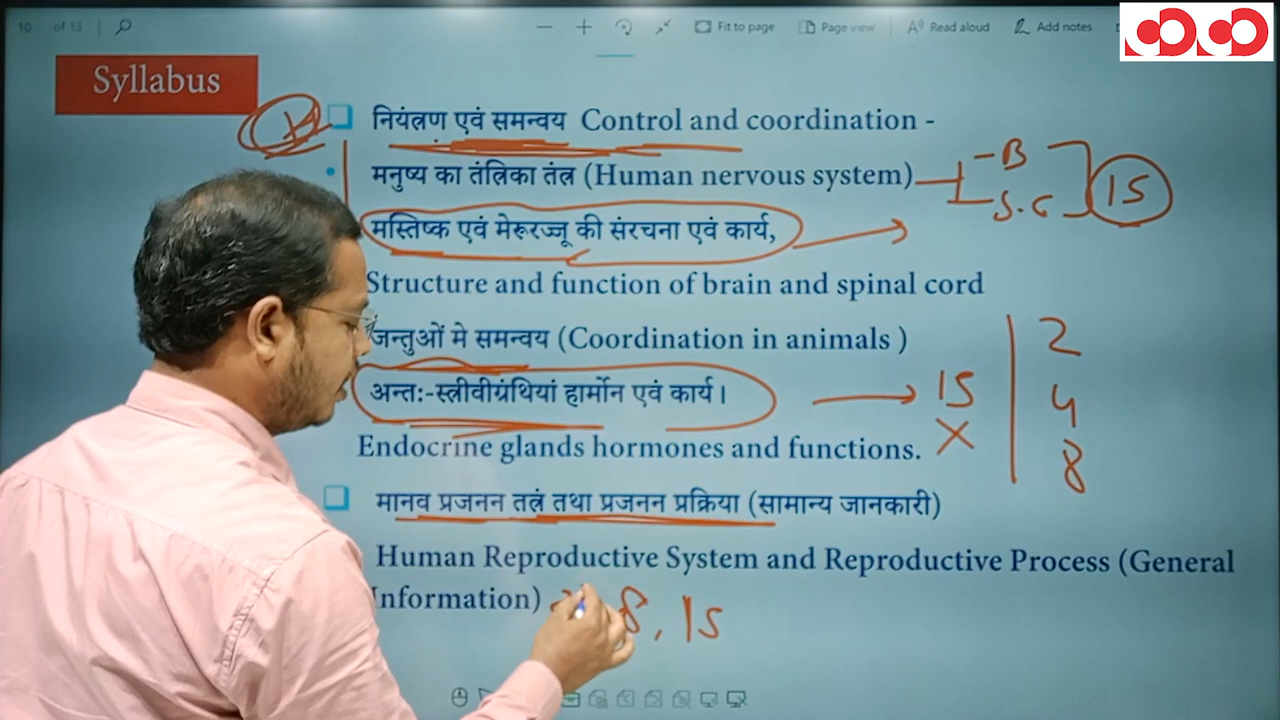 10 of 13
Fit to page
Page view
Read aloud
Add notes
Syllabus
नियंत्रण एवं समन्वय Control and coordination -
मनुष्य का तंत्रिका तंत्र (Human nervous system)
- B
S.C
15
मस्तिष्क एवं मेरूरज्जू की संरचना एवं कार्य,
Structure and function of brain and spinal cord
जन्तुओं मे समन्वय (Coordination in animals )
2
अन्तः-स्त्रीवीग्रंथियां हार्मोन एवं कार्य।
15
4
X
Endocrine glands hormones and functions.
8
मानव प्रजनन तत्रं तथा प्रजनन प्रक्रिया (सामान्य जानकारी)
Human Reproductive System and Reproductive Process (General
Information)
8, 15